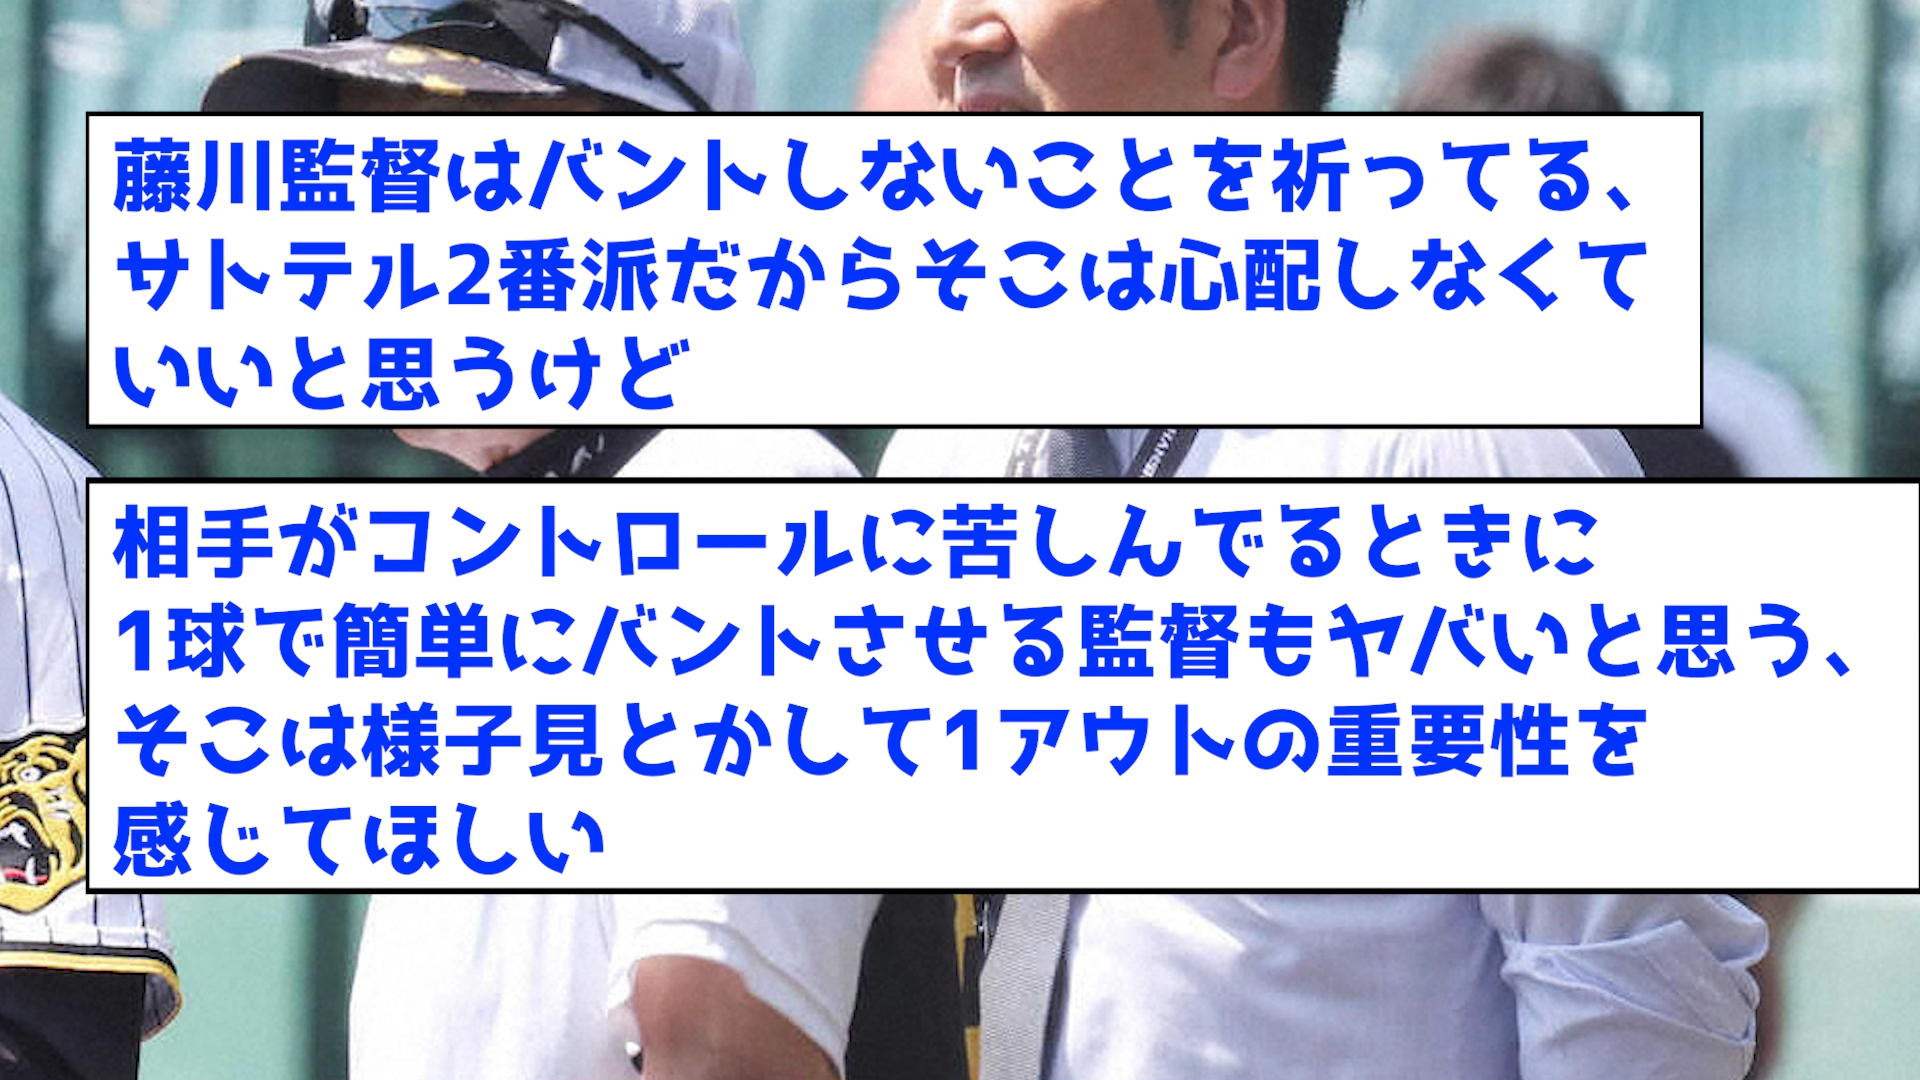 藤川監督はバントしないことを祈ってる、
サトテル2番派だからそこは心配しなくて
いいと思うけど
相手がコントロールに苦しんでるときに
1球で簡単にバントさせる監督もヤバいと思う、
そこは様子見とかして1アウトの重要性を
感じてほしい